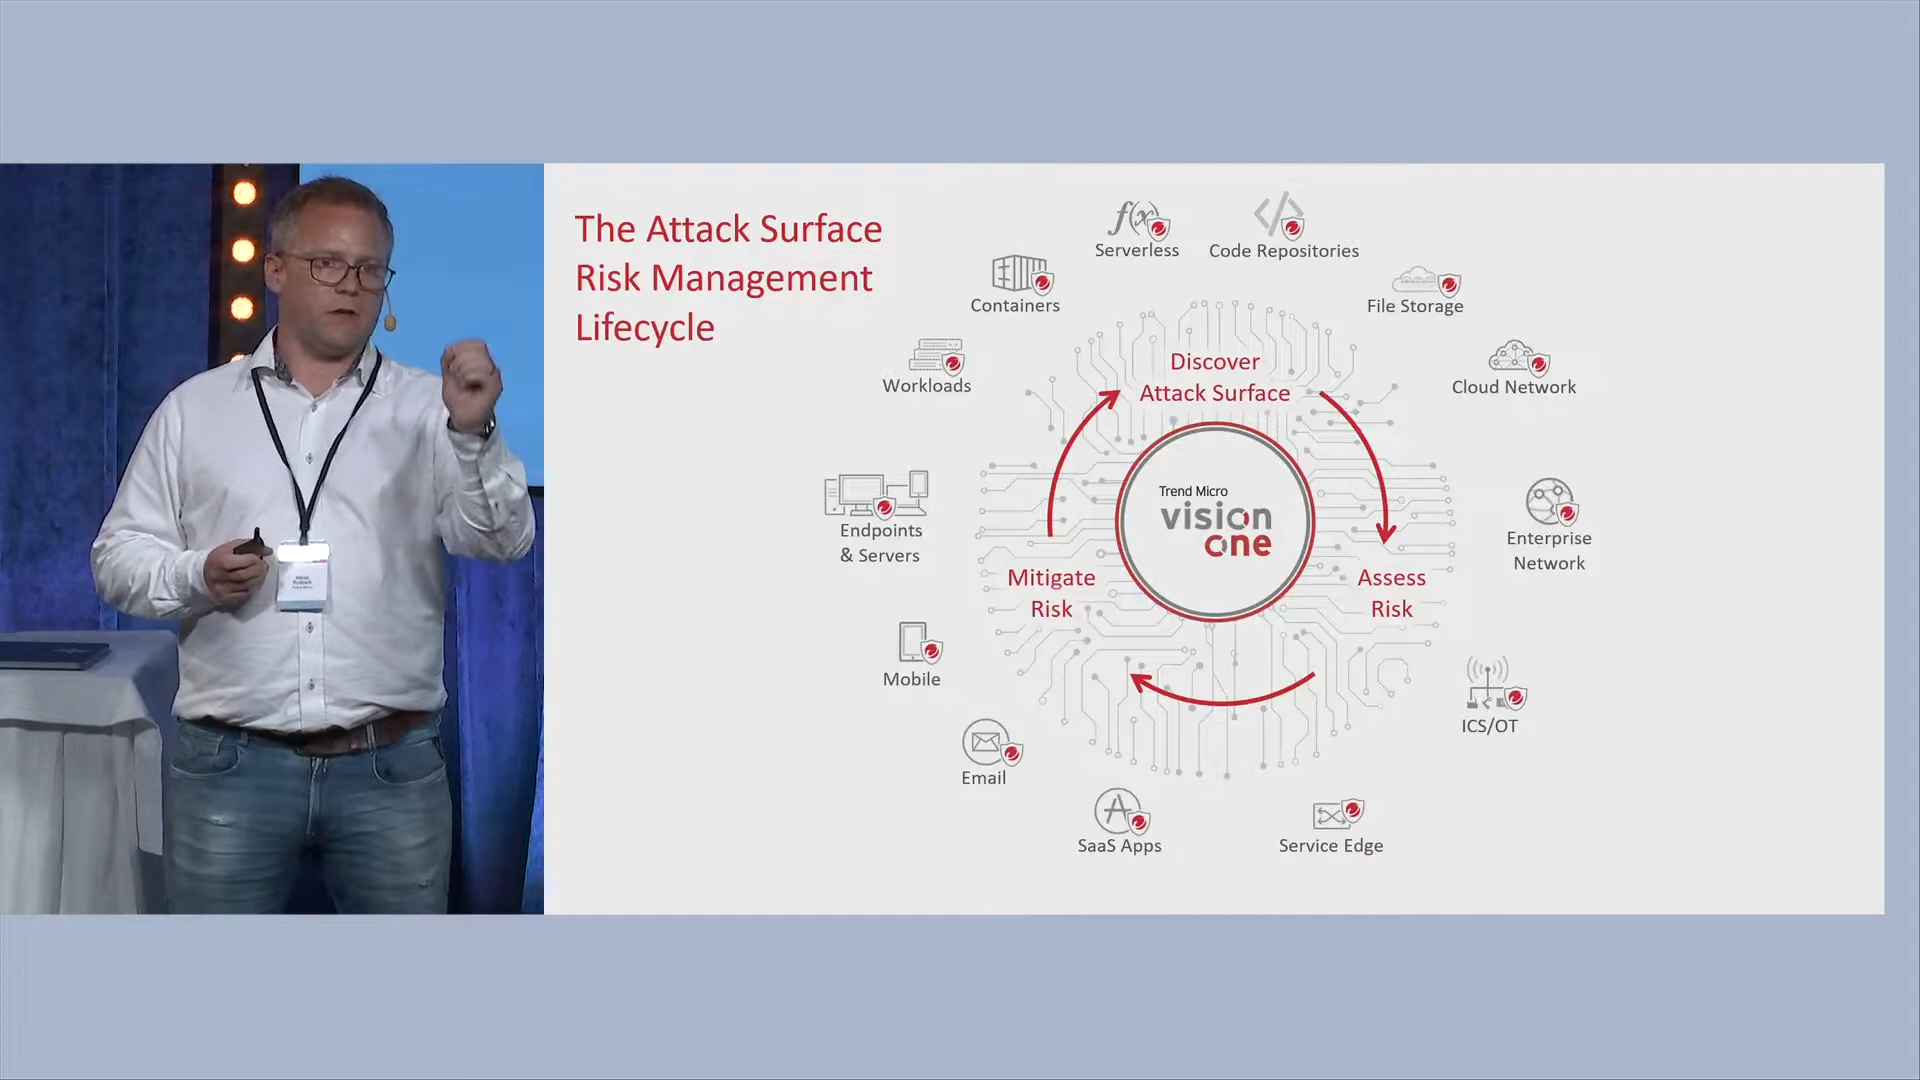 The Attack Surface
Risk Management
Lifecycle
Serverless
Code Repositories
Containers
File Storage
Workloads
Cloud Network
Discover
Attack Surface
Endpoints
& Servers
Trend Micro
vision
one
Enterprise
Network
Mitigate
Risk
Assess
Risk
Mobile
ICS/OT
Email
SaaS Apps
Service Edge
f(x)